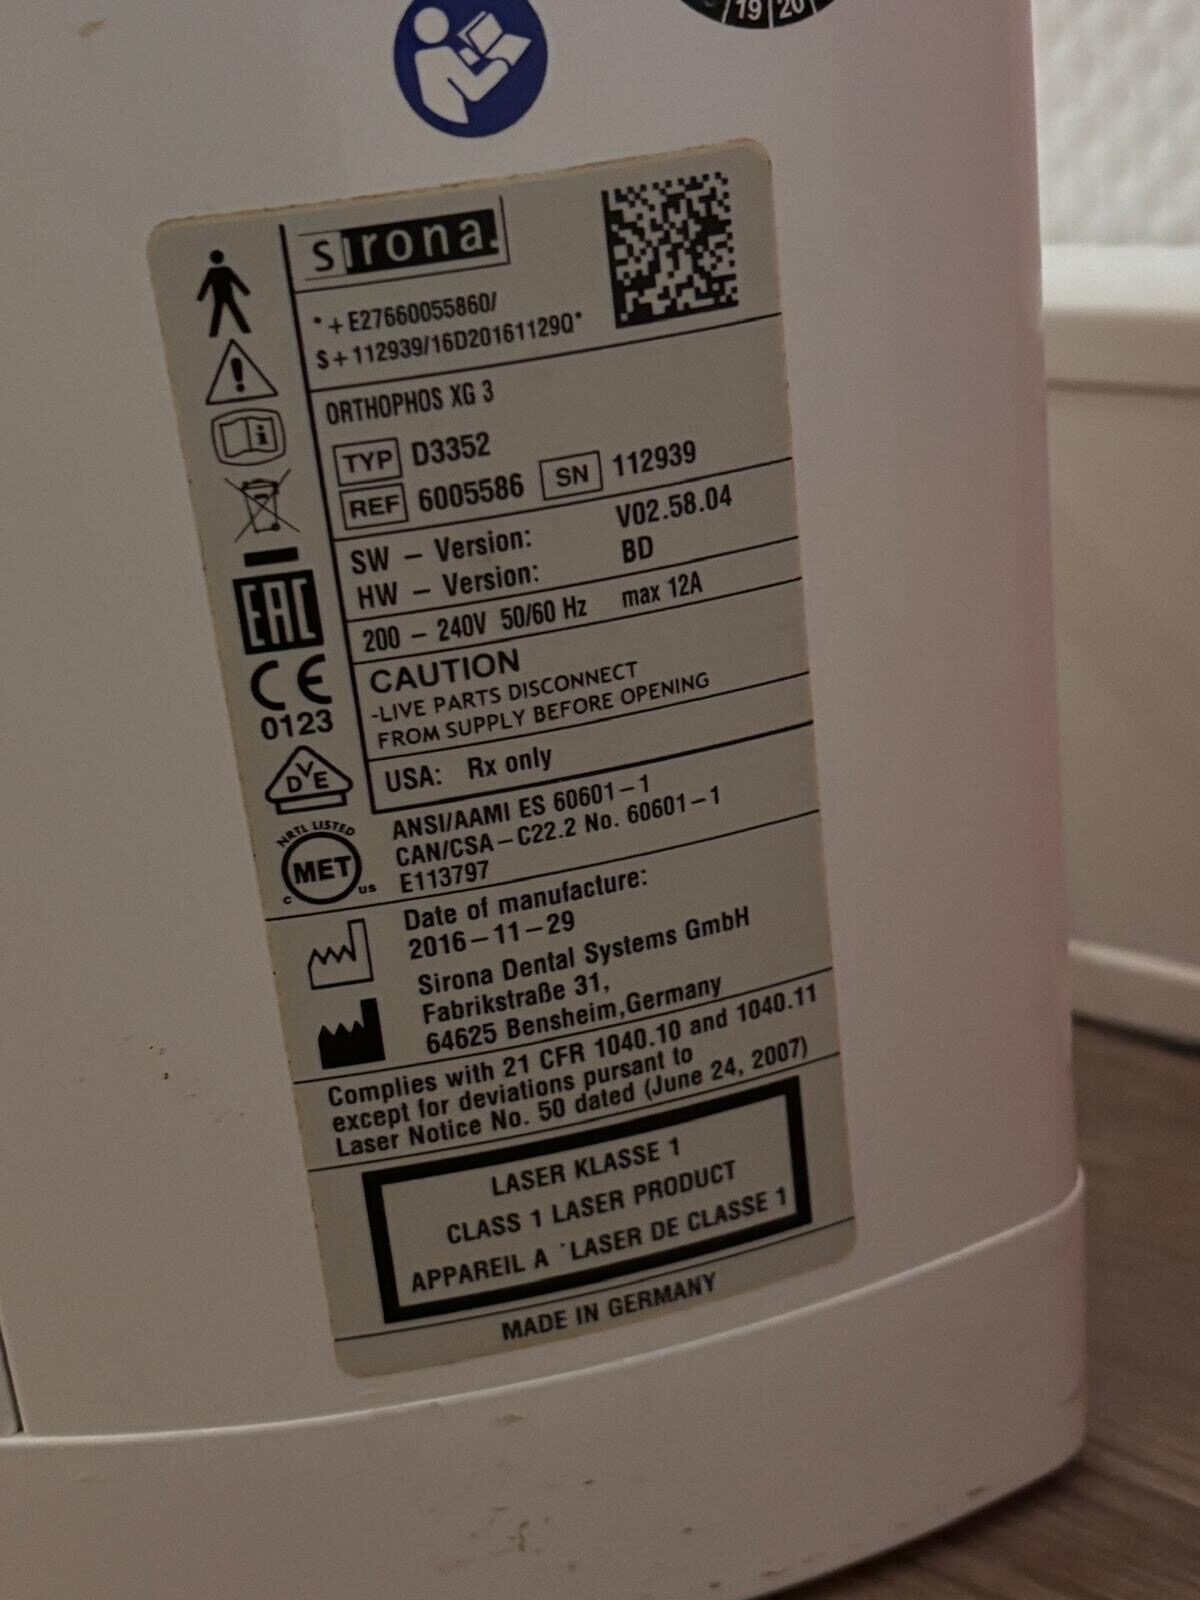 19 20
sırona.
*+E27660055860/
S+112939/16D20161129Q*
ORTHOPHOS XG 3
TYP D3352
REF 6005586 SN 112939
SW – Version: V02.58.04
HW – Version: BD
200 – 240V 50/60 Hz max 12A
CAUTION
-LIVE PARTS DISCONNECT
FROM SUPPLY BEFORE OPENING
USA: Rx only
EAC
CE
0123
DVE
NRTL LISTED
MET
c us
ANSI/AAMI ES 60601–1
CAN/CSA–C22.2 No. 60601–1
E113797
Date of manufacture:
2016–11–29
Sirona Dental Systems GmbH
Fabrikstraße 31,
64625 Bensheim,Germany
Complies with 21 CFR 1040.10 and 1040.11
except for deviations pursuant to
Laser Notice No. 50 dated (June 24, 2007)
LASER KLASSE 1
CLASS 1 LASER PRODUCT
APPAREIL A ˙LASER DE CLASSE 1
MADE IN GERMANY